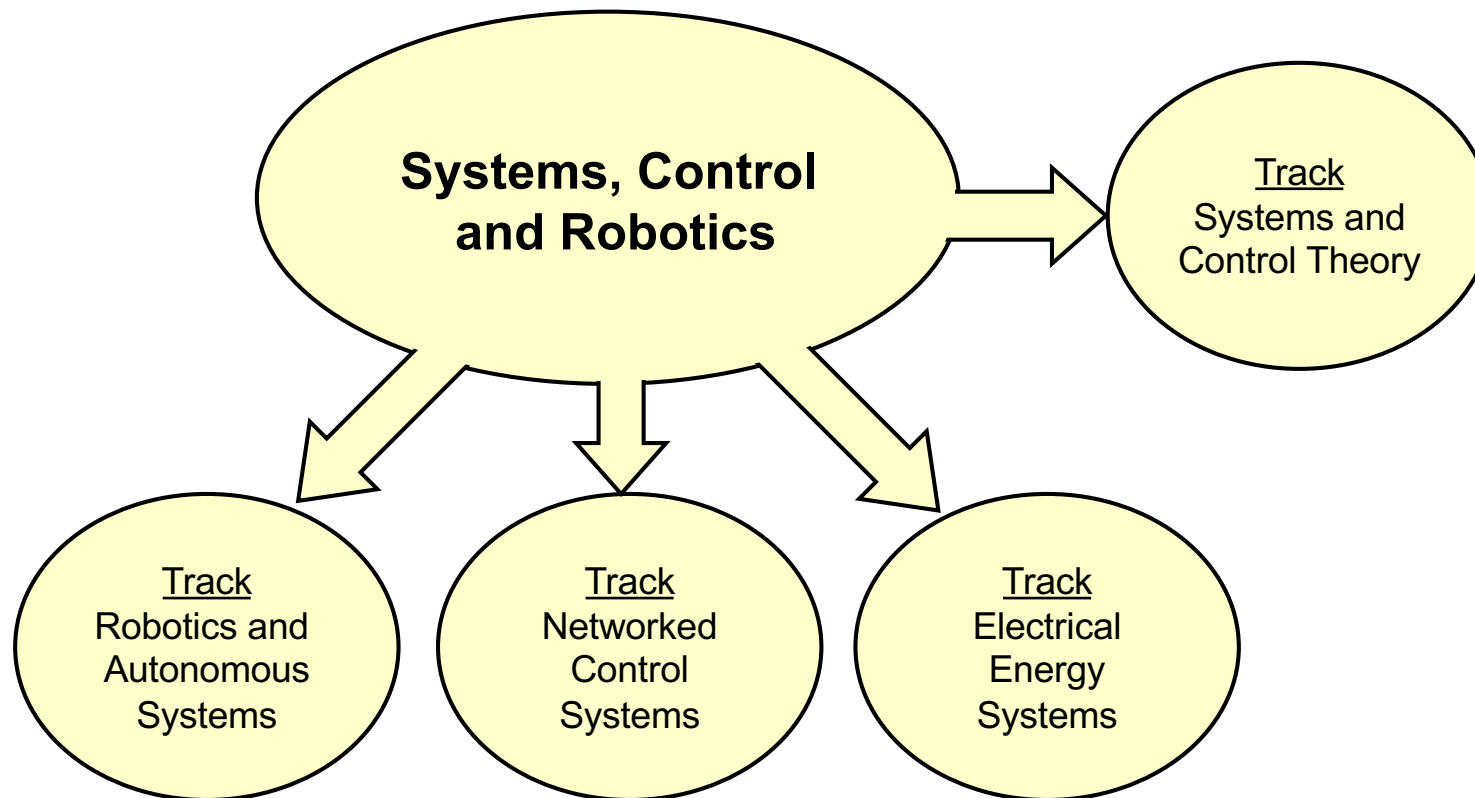 Systems, Control
and Robotics
Track
Systems and
Control Theory
Track
Robotics and
Autonomous
Systems
Track
Networked
Control
Systems
Track
Electrical
Energy
Systems